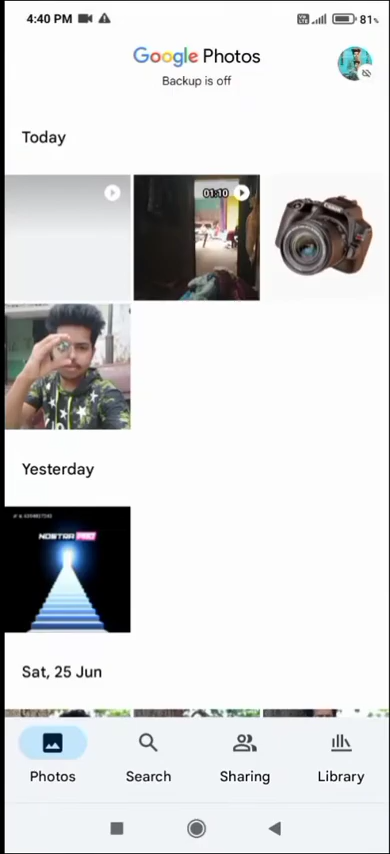 4:40 PM
81%
Google Photos
Backup is off
Today
01:10
Yesterday
NOSTRA PRO
Sat, 25 Jun
Photos
Search
Sharing
Library